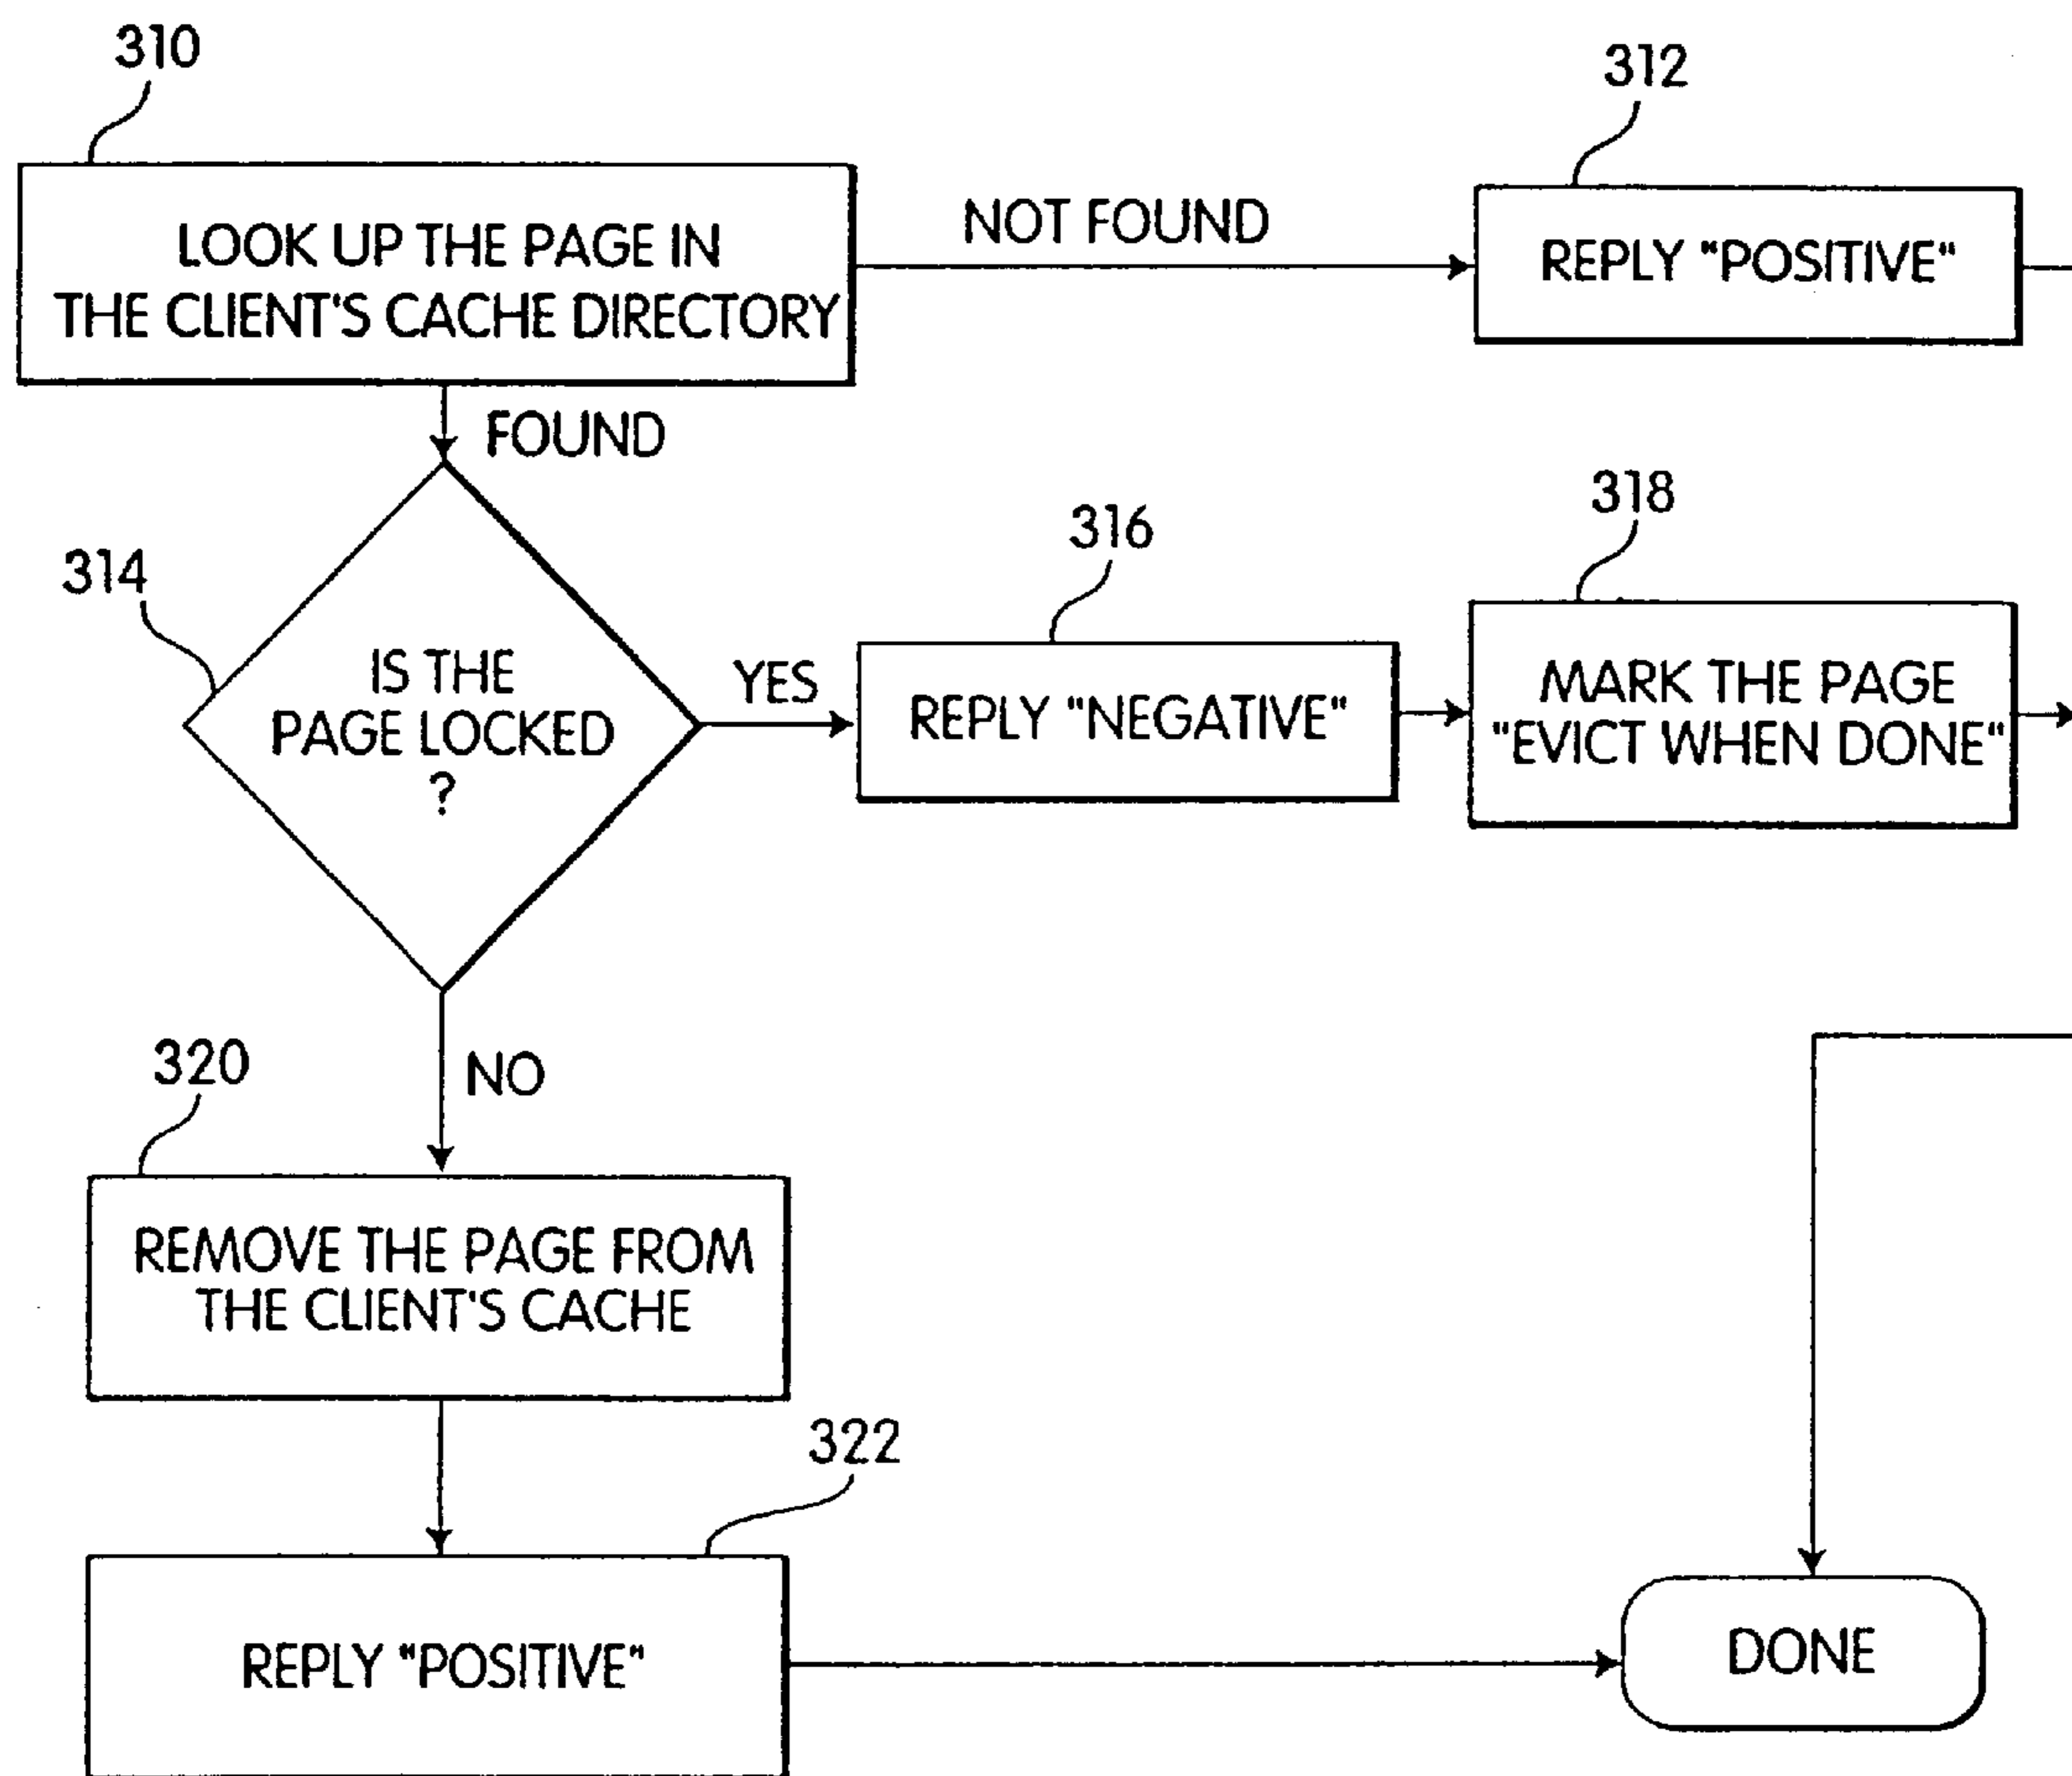 310
312
LOOK UP THE PAGE IN
THE CLIENT'S CACHE DIRECTORY
NOT FOUND
REPLY "POSITIVE"
FOUND
314
IS THE
PAGE LOCKED
?
YES
316
REPLY "NEGATIVE"
318
MARK THE PAGE
"EVICT WHEN DONE"
NO
320
REMOVE THE PAGE FROM
THE CLIENT'S CACHE
322
REPLY "POSITIVE"
DONE